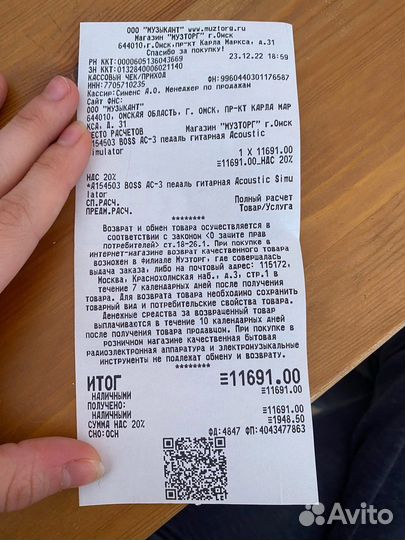 ООО "МУЗЫКАНТ" www.muztorg.ru
Магазин "МУЗТОРГ" г.Омск
644010,г.Омск,пр-кт Карла Маркса, д.31
Спасибо за покупку!
23.12.22 18:59
РН ККТ:0000605136043669
ЗН ККТ:0132840006021140
КАССОВЫЙ ЧЕК/ПРИХОД
ИНН:7705710235
ФН:9960440301176587
Кассир:Сименс А.О. Менеджер по продажам
Сайт ФНС:
ООО "МУЗЫКАНТ"
644010, ОМСКАЯ ОБЛАСТЬ, Г. ОМСК, ПР-КТ КАРЛА МАР
КСА, Д. 31
ЕСТО РАСЧЕТОВ Магазин "МУЗТОРГ" г.Омск
154503 BOSS AC-3 педаль гитарная Acoustic
imulator
1 X 11691.00
≡11691.00_НДС 20%
НДС 20%
*A154503 BOSS AC-3 педаль гитарная Acoustic Simu
lator
СП.РАСЧ. Полный расчет
ПРЕДМ.РАСЧ. Товар/Услуга
********
Возврат и обмен товара осуществляется в
соответствии с законом <О защите прав
потребителей> ст.18-26.1. При покупке в
интернет-магазине возврат качественного товара
возможен в филиале Музторг, где совершалась
выдача заказа, либо на почтовый адрес: 115172,
Москва, Краснохолмская наб., д.3, стр.1 в
течение 7 календарных дней после получения
товара. Для возврата товара необходимо сохранить
товарный вид и потребительские свойства товара.
Денежные средства за возвращенный товар
выплачиваются в течение 10 календарных дней
после получения товара продавцом. При покупке в
розничном магазине качественная бытовая
радиоэлектронная аппаратура и электромузыкальные
инструменты не подлежат обмену и возврату.
********
ИТОГ ≡11691.00
НАЛИЧНЫМИ ≡11691.00
ПОЛУЧЕНО:
НАЛИЧНЫМИ ≡11691.00
СУММА НДС 20% ≡1948.50
СНО:ОСН ФД:4847 ФП:4043477863
Avito